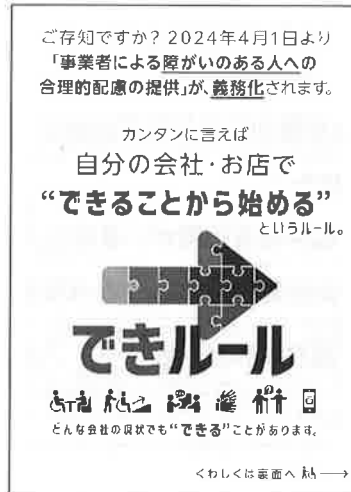 ご存知ですか？2024年4月1日より
「事業者による障がいのある人への
合理的配慮の提供」が、義務化されます。
カンタンに言えば
自分の会社・お店で
“できることから始める”
というルール。
できルール
どんな会社の現状でも“できる”ことがあります。
くわしくは裏面へ